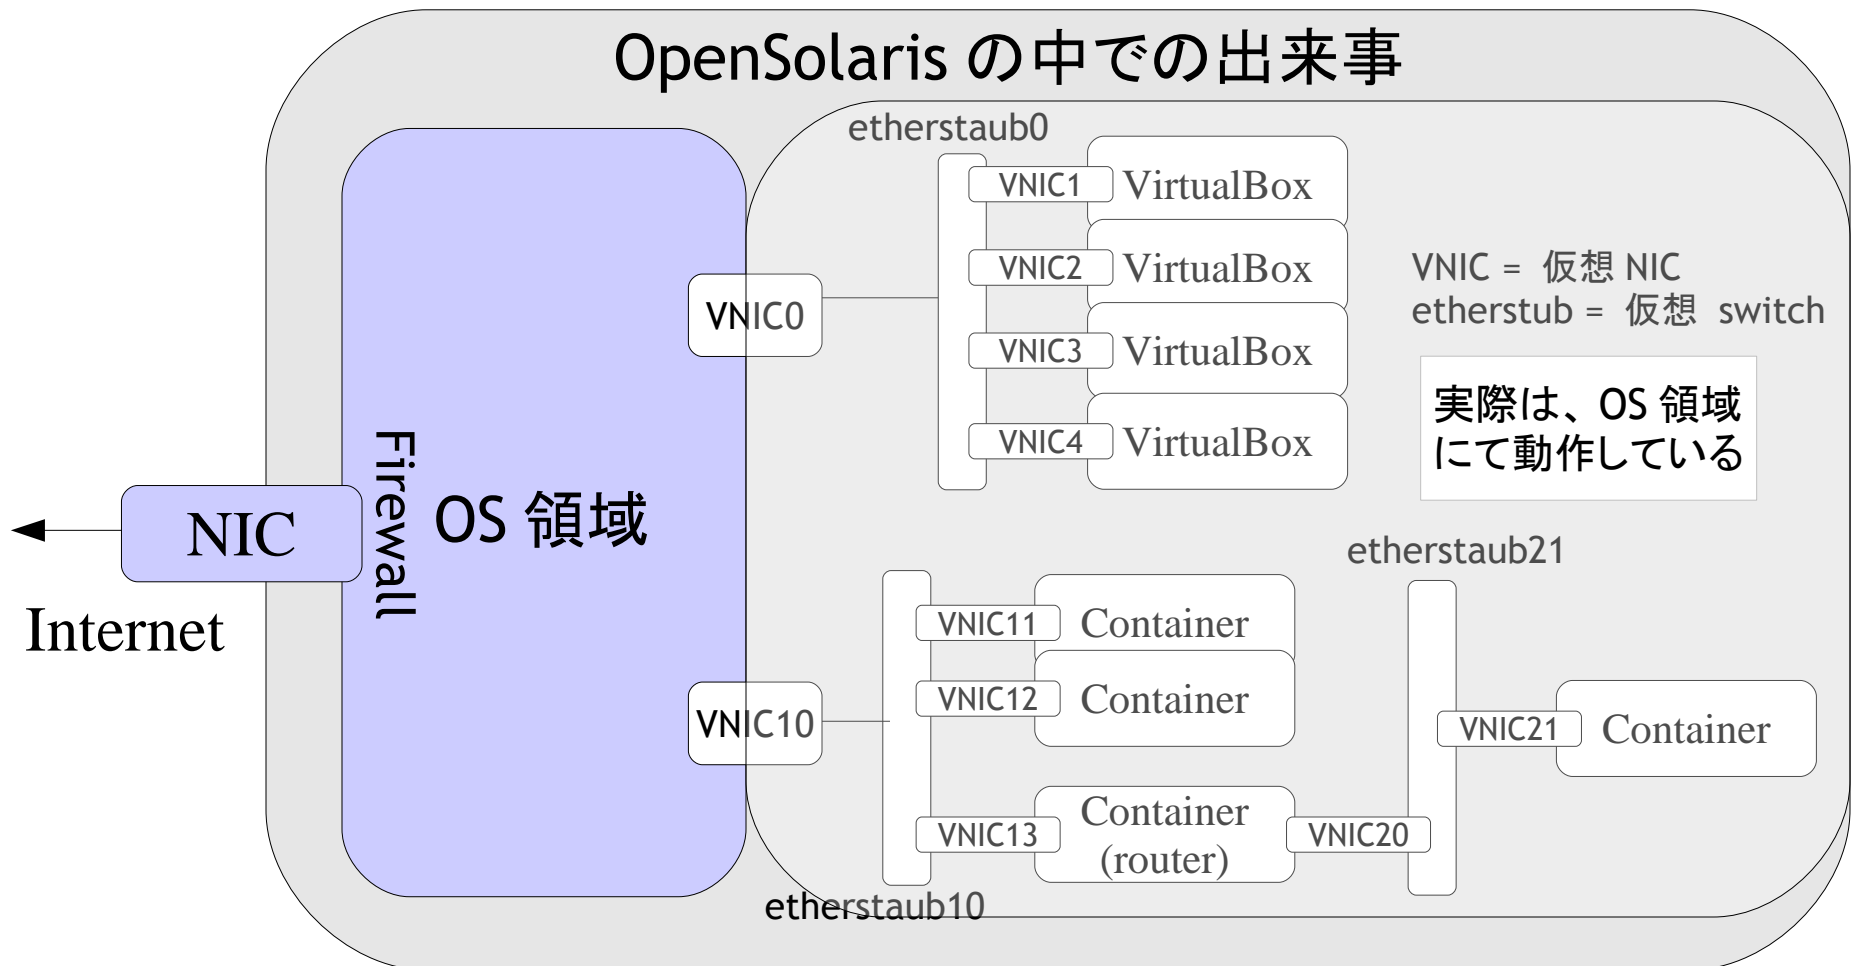 OpenSolaris の中での出来事
etherstaub0
VNIC1
VirtualBox
VNIC2
VirtualBox
VNIC3
VirtualBox
VNIC4
VirtualBox
VNIC = 仮想 NIC
etherstub = 仮想 switch
実際は、OS 領域
にて動作している
VNIC0
Firewall
OS 領域
NIC
Internet
VNIC10
etherstaub10
VNIC11
Container
VNIC12
Container
VNIC13
Container
(router)
VNIC20
etherstaub21
VNIC21
Container